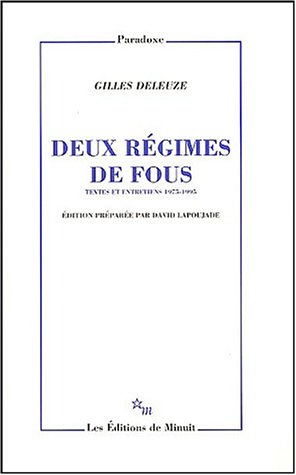 Paradoxe
GILLES DELEUZE
DEUX RÉGIMES
DE FOUS
TEXTES ET ENTRETIENS 1975-1995
ÉDITION PRÉPARÉE PAR DAVID LAPOUJADE
m
Les Éditions de Minuit